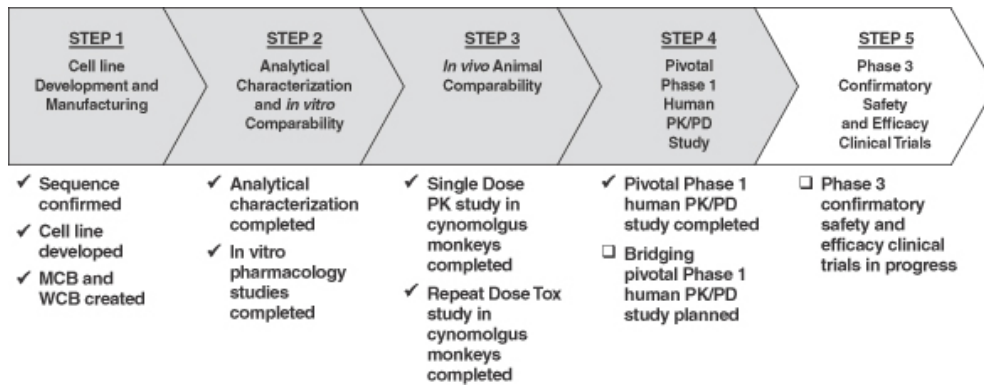 STEP 1
Cell line
Development and
Manufacturing
STEP 2
Analytical
Characterization
and in vitro
Comparability
STEP 3
In vivo Animal
Comparability
STEP 4
Pivotal
Phase 1
Human
PK/PD
Study
STEP 5
Phase 3
Confirmatory
Safety
and Efficacy
Clinical Trials
✓ Sequence
confirmed
✓ Cell line
developed
✓ MCB and
WCB created
✓ Analytical
characterization
completed
✓ In vitro
pharmacology
studies
completed
✓ Single Dose
PK study in
cynomolgus
monkeys
completed
✓ Repeat Dose Tox
study in
cynomolgus
monkeys
completed
✓ Pivotal Phase 1
human PK/PD
study completed
❑ Bridging
pivotal Phase 1
human PK/PD
study planned
❑ Phase 3
confirmatory
safety and
efficacy clinical
trials in progress